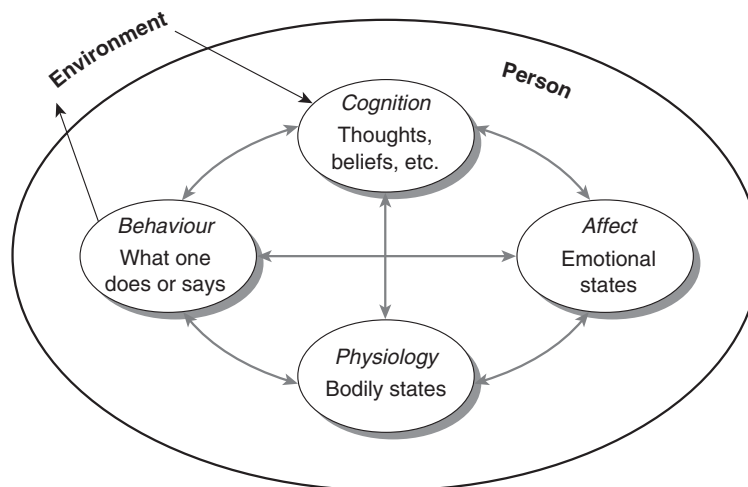 Environment
Person
Cognition
Thoughts,
beliefs, etc.
Behaviour
What one
does or says
Affect
Emotional
states
Physiology
Bodily states